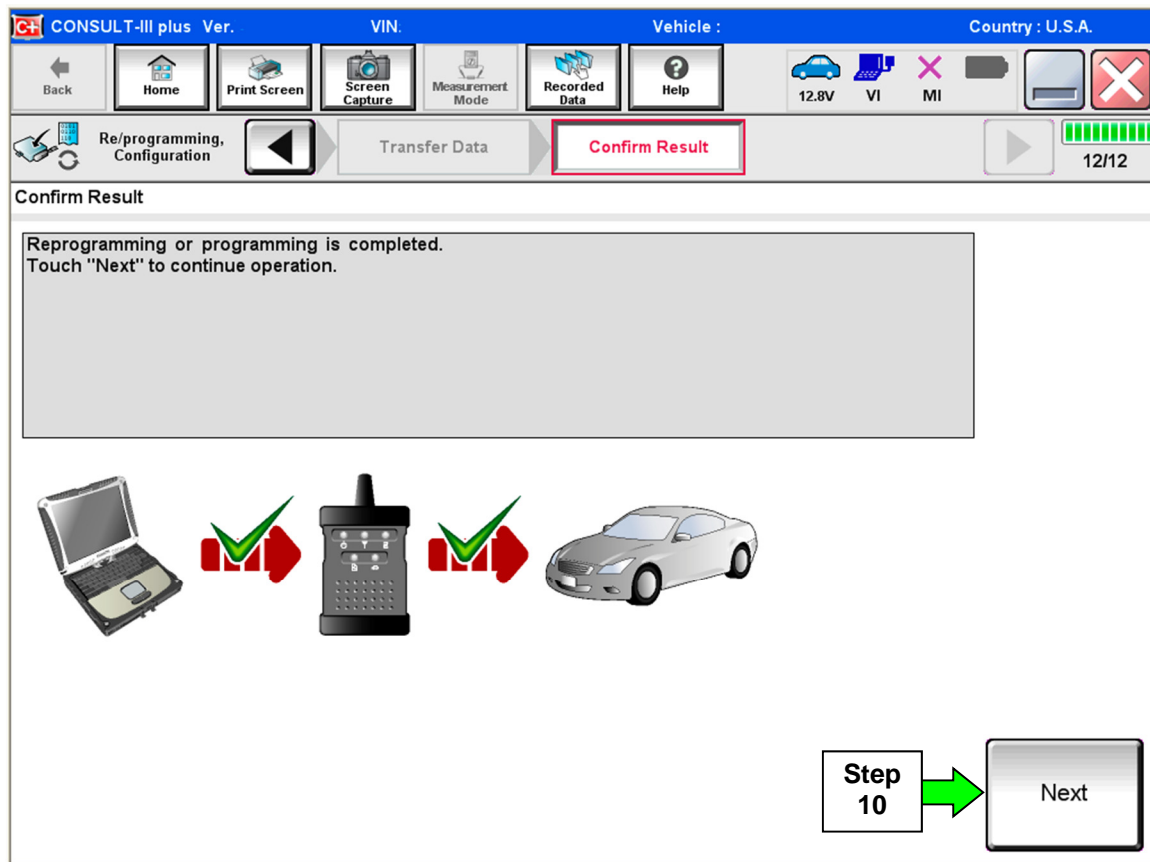 C+ CONSULT-III plus Ver. VIN: Vehicle : Country : U.S.A.
Back
Home
Print Screen
Screen
Capture
Measurement
Mode
Recorded
Data
Help
12.8V
VI
MI
Re/programming,
Configuration
Transfer Data
Confirm Result
12/12
Confirm Result
Reprogramming or programming is completed.
Touch "Next" to continue operation.
Step
10
Next